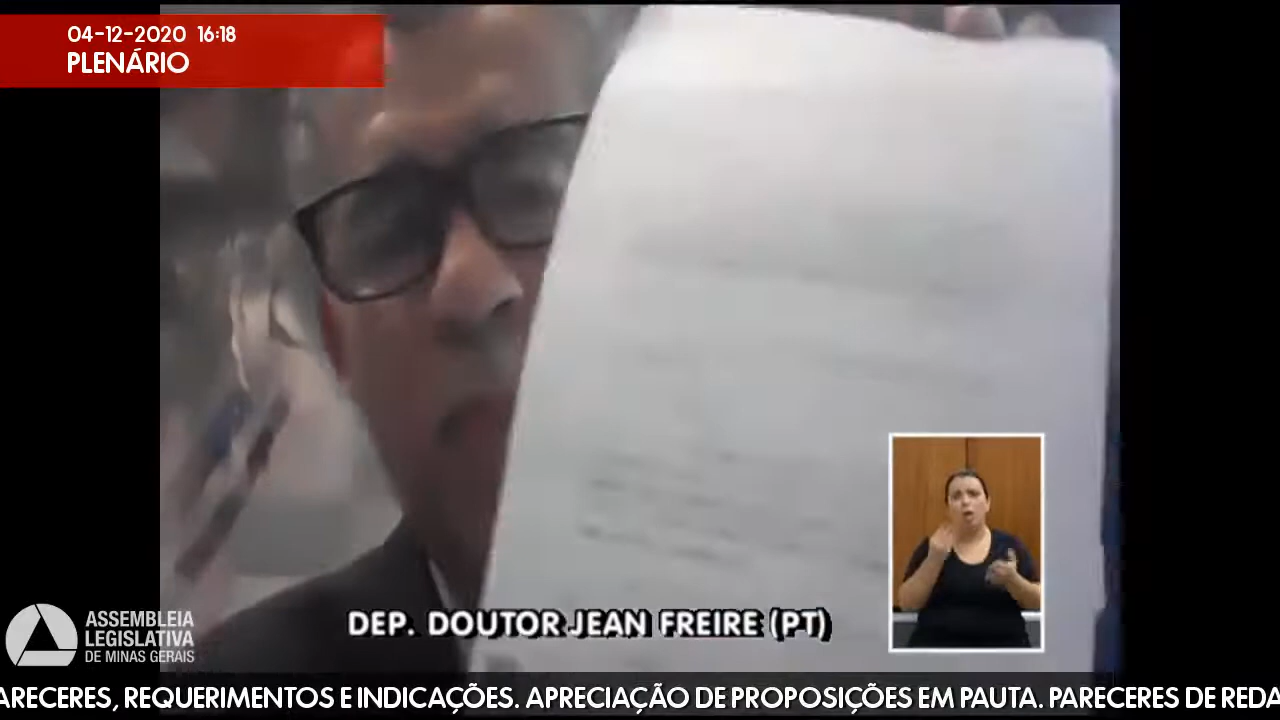 04-12-2020 16:18
PLENÁRIO
DEP. DOUTOR JEAN FREIRE (PT)
ASSEMBLEIA
LEGISLATIVA
DE MINAS GERAIS
ARECERES, REQUERIMENTOS E INDICAÇÕES. APRECIAÇÃO DE PROPOSIÇÕES EM PAUTA. PARECERES DE REDA